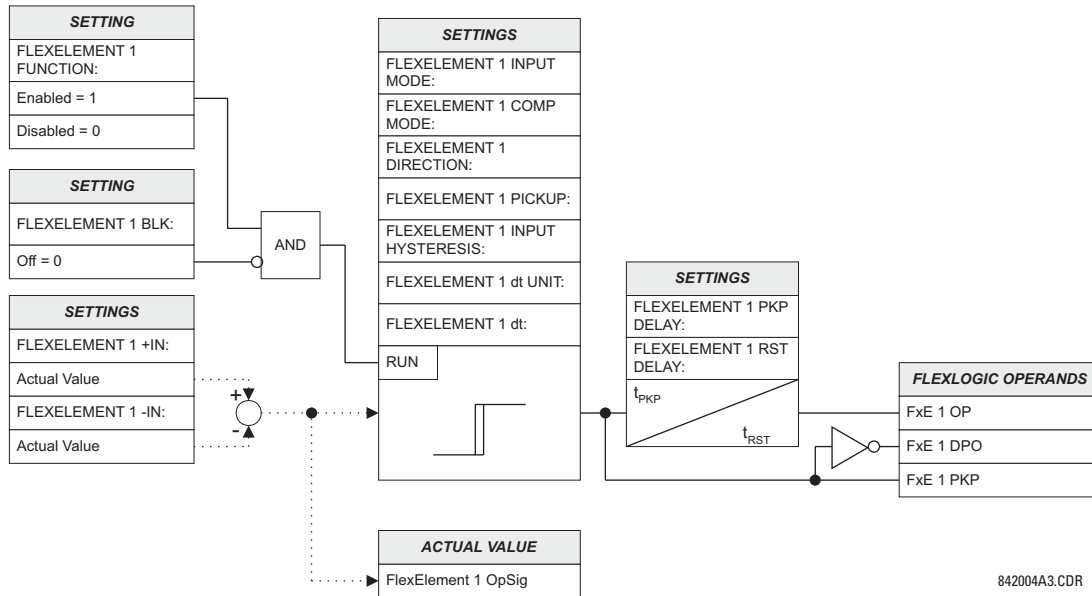 SETTING
FLEXELEMENT 1
FUNCTION:
Enabled = 1
Disabled = 0
SETTING
FLEXELEMENT 1 BLK:
Off = 0
SETTINGS
FLEXELEMENT 1 +IN:
Actual Value
FLEXELEMENT 1 -IN:
Actual Value
AND
+
-
SETTINGS
FLEXELEMENT 1 INPUT
MODE:
FLEXELEMENT 1 COMP
MODE:
FLEXELEMENT 1
DIRECTION:
FLEXELEMENT 1 PICKUP:
FLEXELEMENT 1 INPUT
HYSTERESIS:
FLEXELEMENT 1 dt UNIT:
FLEXELEMENT 1 dt:
RUN
ACTUAL VALUE
FlexElement 1 OpSig
SETTINGS
FLEXELEMENT 1 PKP
DELAY:
FLEXELEMENT 1 RST
DELAY:
tPKP
tRST
FLEXLOGIC OPERANDS
FxE 1 OP
FxE 1 DPO
FxE 1 PKP
842004A3.CDR